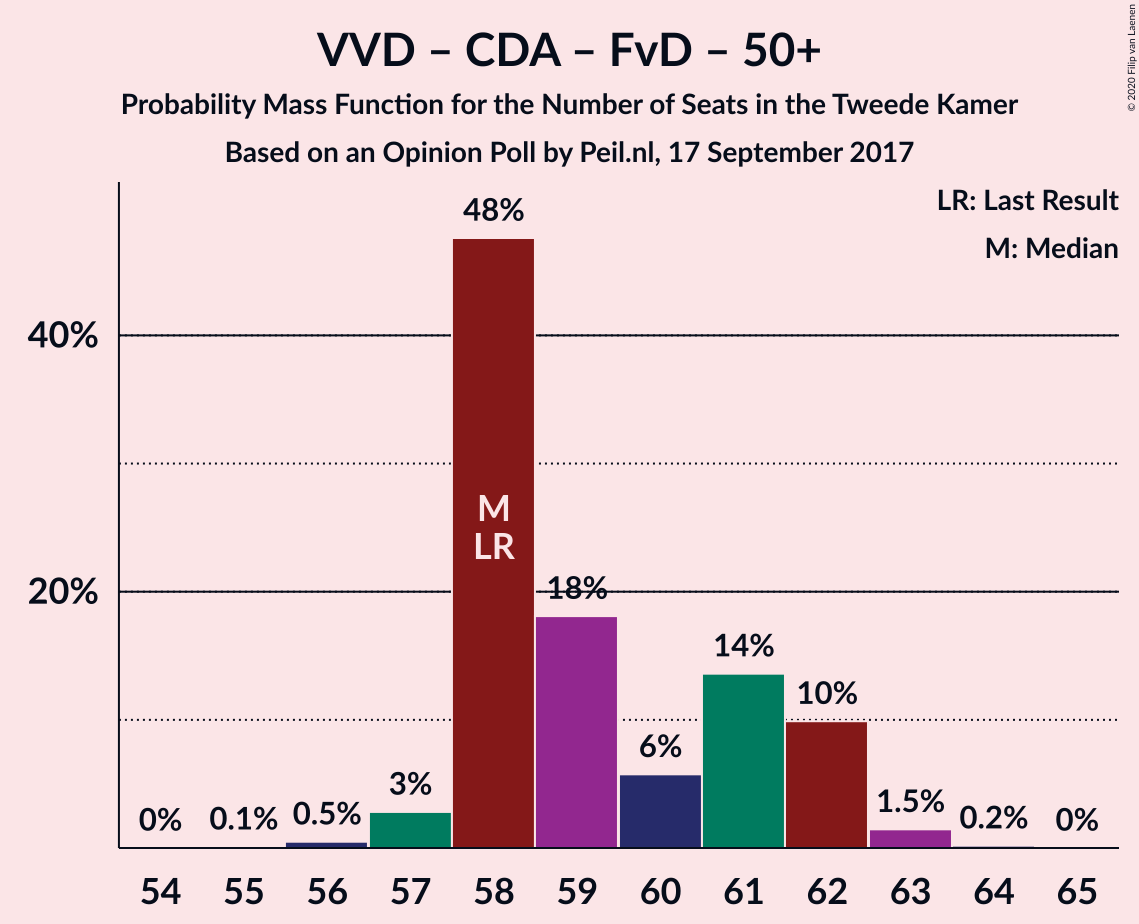 VVD – CDA – FvD – 50+
Probability Mass Function for the Number of Seats in the Tweede Kamer
Based on an Opinion Poll by Peil.nl, 17 September 2017
© 2020 Filip van Laenen
LR: Last Result
M: Median
40%
20%
0%
0.1%
0.5%
3%
48%
M
LR
18%
6%
14%
10%
1.5%
0.2%
0%
54 55 56 57 58 59 60 61 62 63 64 65